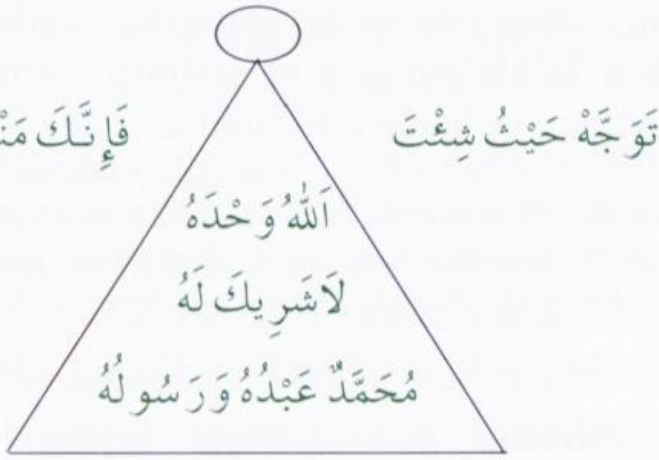 تَوَجَّهْ حَيْثُ شِئْتَ
فَإِنَّكَ
اَللّٰهُ وَحْدَهُ
لَاشَرِيكَ لَهُ
مُحَمَّدٌ عَبْدُهُ وَرَسُولُهُ